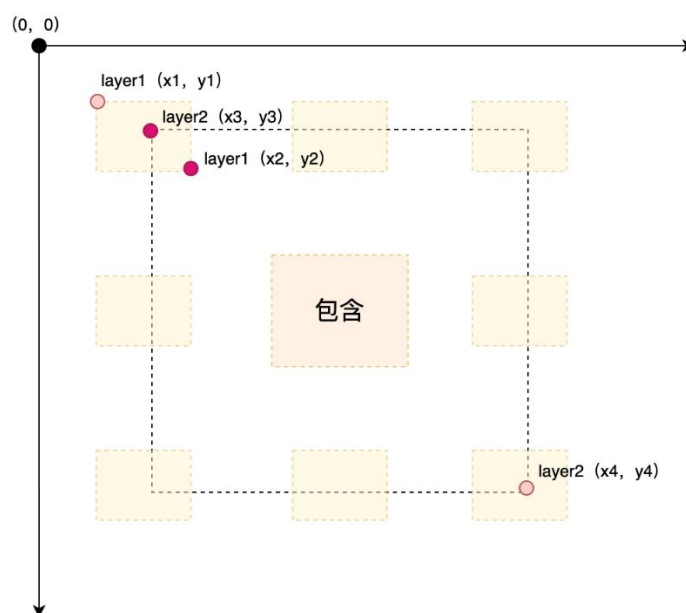 （0，0）
layer1（x1，y1）
layer2（x3，y3）
layer1（x2，y2）
包含
layer2（x4，y4）